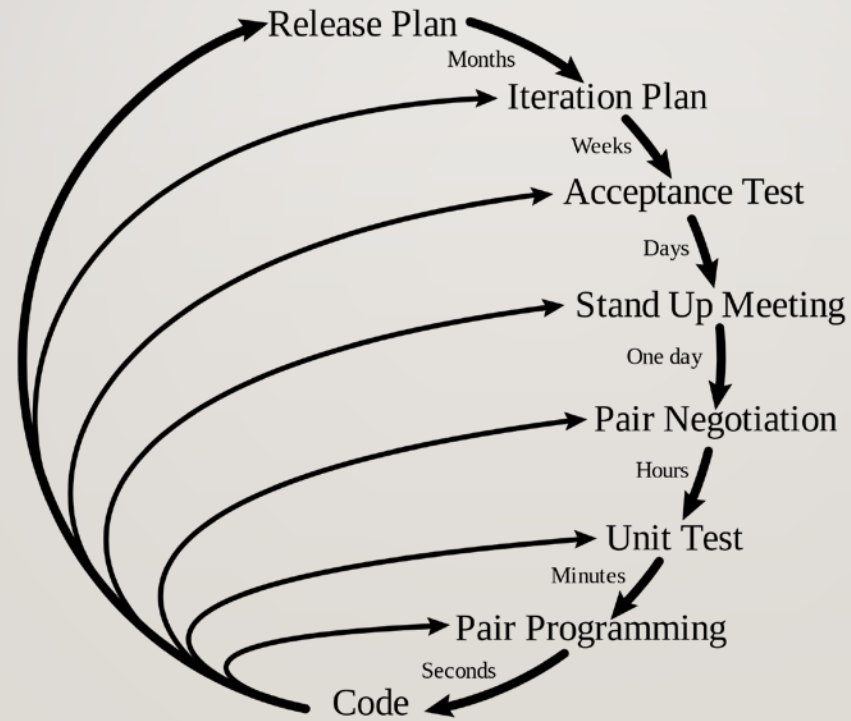 Release Plan
Months
Iteration Plan
Weeks
Acceptance Test
Days
Stand Up Meeting
One day
Pair Negotiation
Hours
Unit Test
Minutes
Pair Programming
Seconds
Code